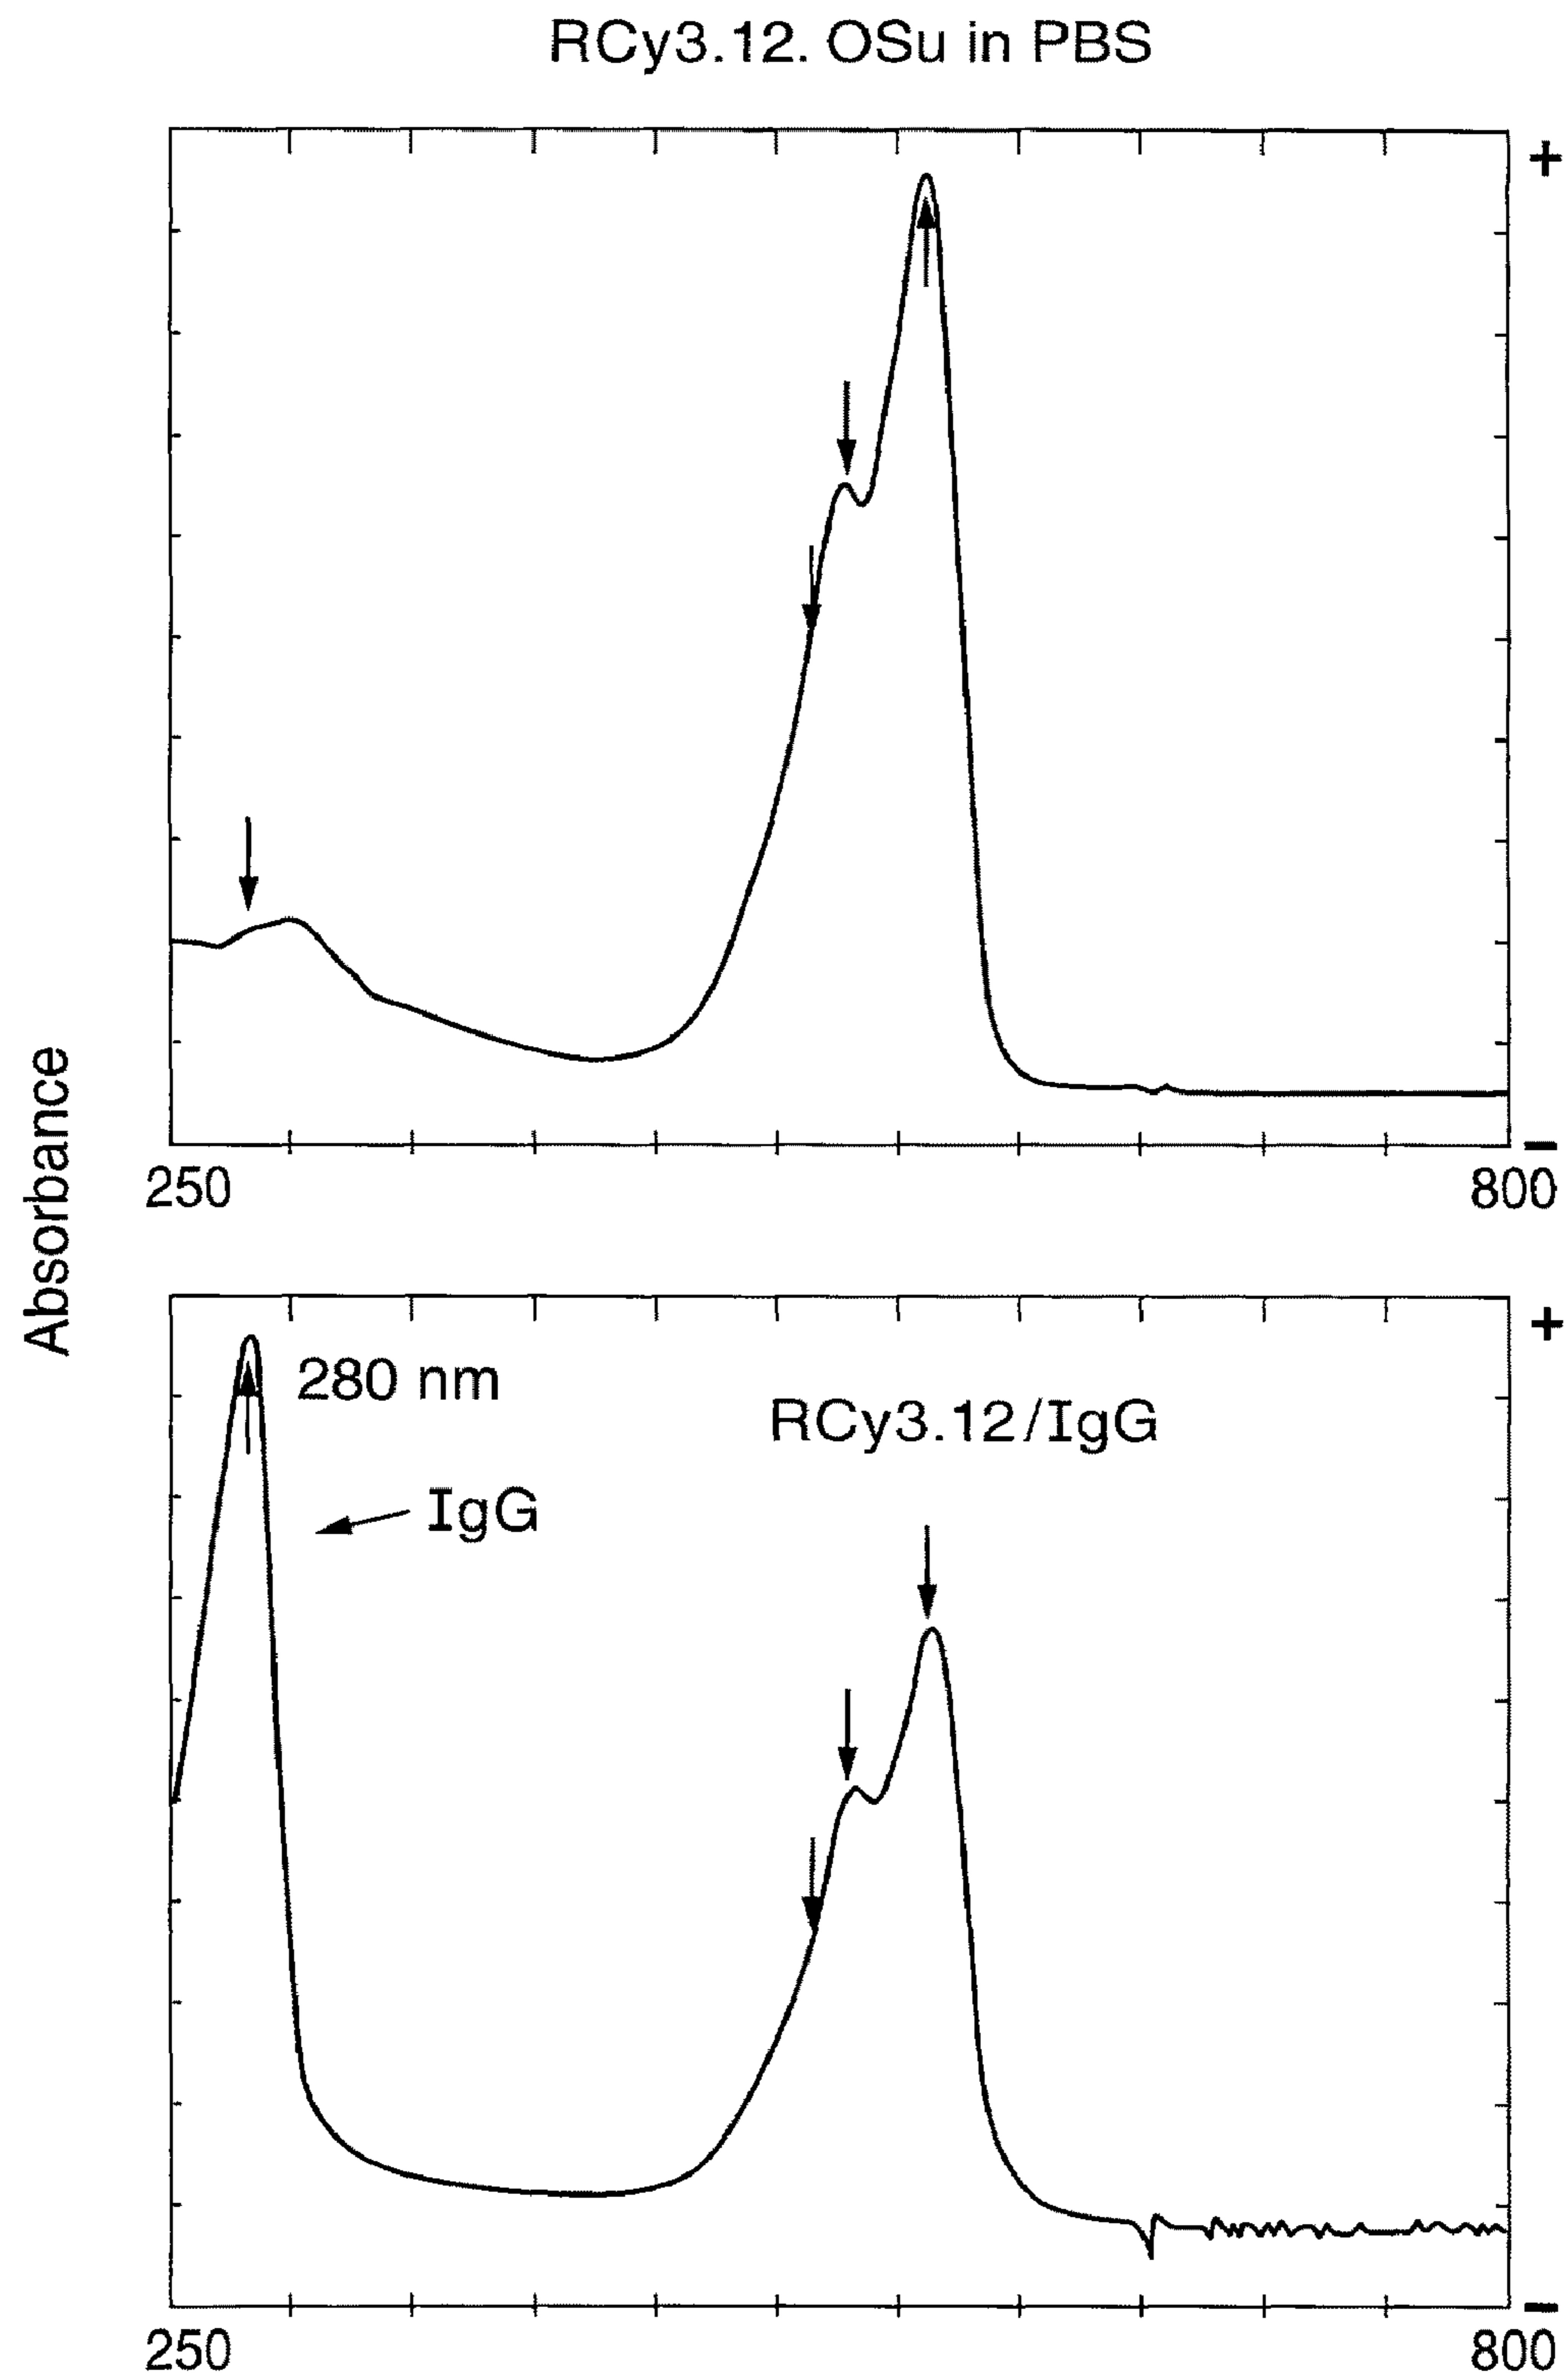 RCy3.12. OSu in PBS
+
−
250
800
Absorbance
+
280 nm
RCy3.12/IgG
IgG
−
250
800